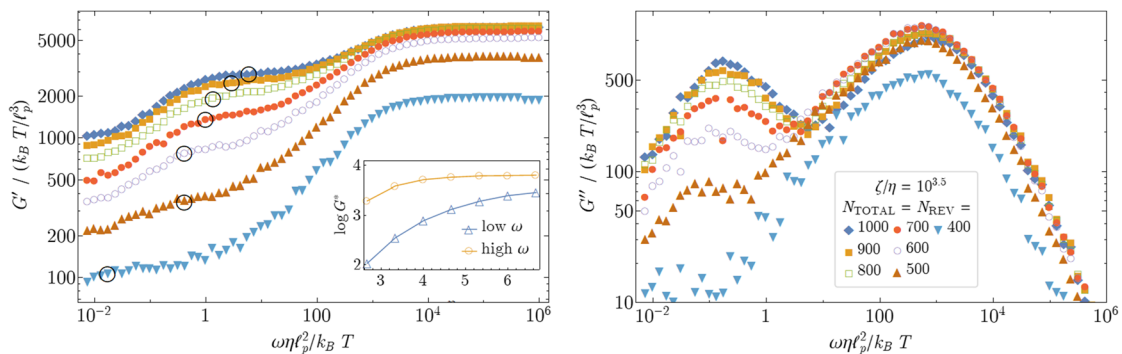 5000
2000
1000
500
200
100
G′ / (k_B T/ℓ_p^3)
10^−2
1
100
10^4
10^6
ωηℓ_p^2/k_B T
4
3
2
log G*
3
4
5
6
low ω
high ω
500
100
50
10
G″ / (k_B T/ℓ_p^3)
10^−2
1
100
10^4
10^6
ωηℓ_p^2/k_B T
ζ/η = 10^3.5
N_TOTAL = N_REV =
1000 700 400
900 600
800 500